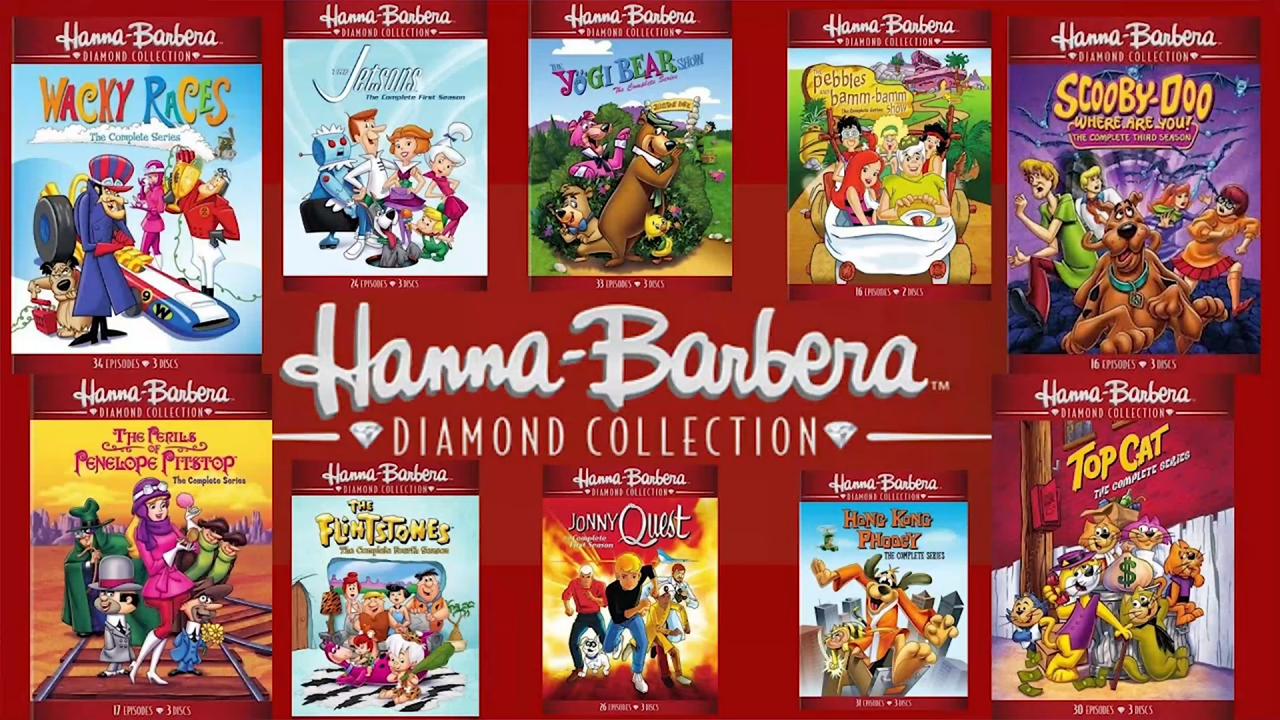 Hanna-Barbera
DIAMOND COLLECTION
WACKY RACES
The Complete Series
9
W
34 EPISODES 3 DISCS
Hanna-Barbera
DIAMOND COLLECTION
THE Jetsons
The Complete First Season
24 EPISODES 3 DISCS
Hanna-Barbera
DIAMOND COLLECTION
THE YOGI BEAR SHOW
The Complete Series
33 EPISODES 3 DISCS
Hanna-Barbera
DIAMOND COLLECTION
The Pebbles
AND bamm-bamm
The Complete Series SHOW
16 EPISODES 2 DISCS
Hanna-Barbera
DIAMOND COLLECTION
SCOOBY-DOO
WHERE ARE YOU!
THE COMPLETE THIRD SEASON
16 EPISODES 3 DISCS
Hanna-Barbera™
DIAMOND COLLECTION
Hanna-Barbera
DIAMOND COLLECTION
THE PERILS
OF
PENELOPE PITSTOP
The Complete Series
17 EPISODES 3 DISCS
Hanna-Barbera
DIAMOND COLLECTION
THE
FLINTSTONES
The Complete Fourth Season
Hanna-Barbera
DIAMOND COLLECTION
JONNY Quest
The Complete
First Season
26 EPISODES 3 DISCS
Hanna-Barbera
DIAMOND COLLECTION
HONG KONG
PHOOEY
THE COMPLETE SERIES
31 EPISODES 3 DISCS
Hanna-Barbera
DIAMOND COLLECTION
TOP CAT
THE COMPLETE SERIES
$
30 EPISODES 3 DISCS